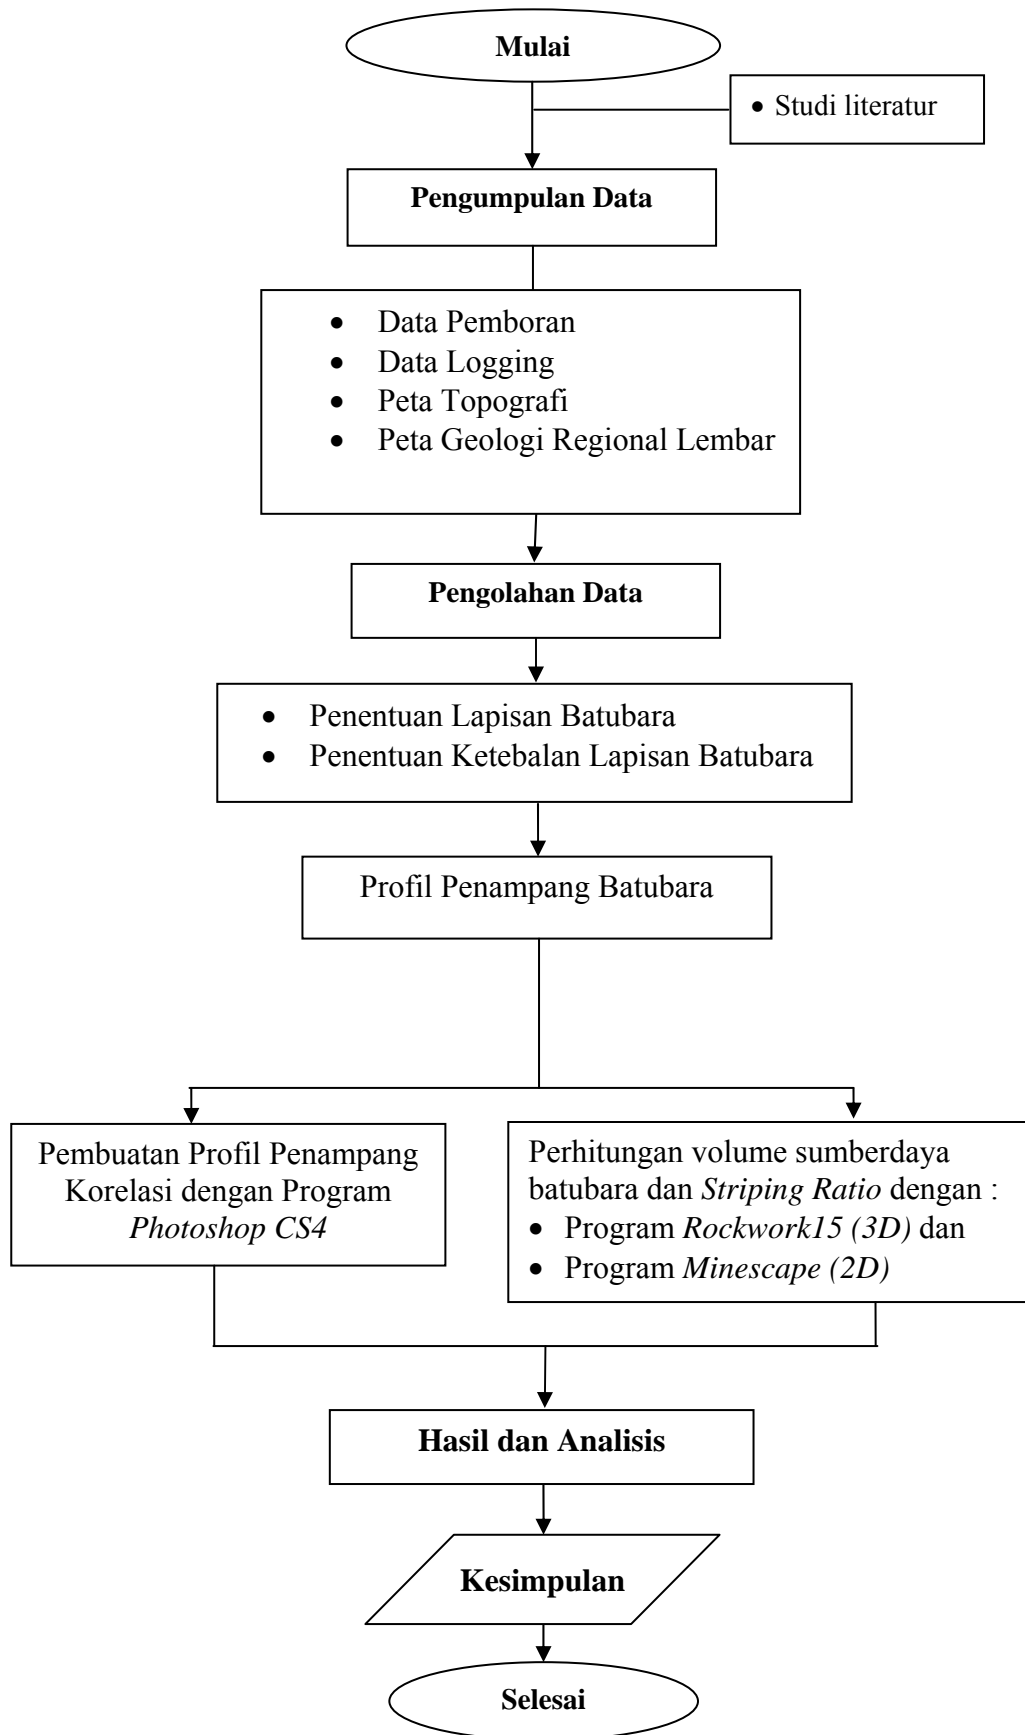 Mulai
• Studi literatur
Pengumpulan Data
• Data Pemboran
• Data Logging
• Peta Topografi
• Peta Geologi Regional Lembar
Pengolahan Data
• Penentuan Lapisan Batubara
• Penentuan Ketebalan Lapisan Batubara
Profil Penampang Batubara
Pembuatan Profil Penampang
Korelasi dengan Program
Photoshop CS4
Perhitungan volume sumberdaya
batubara dan Striping Ratio dengan :
• Program Rockwork15 (3D) dan
• Program Minescape (2D)
Hasil dan Analisis
Kesimpulan
Selesai